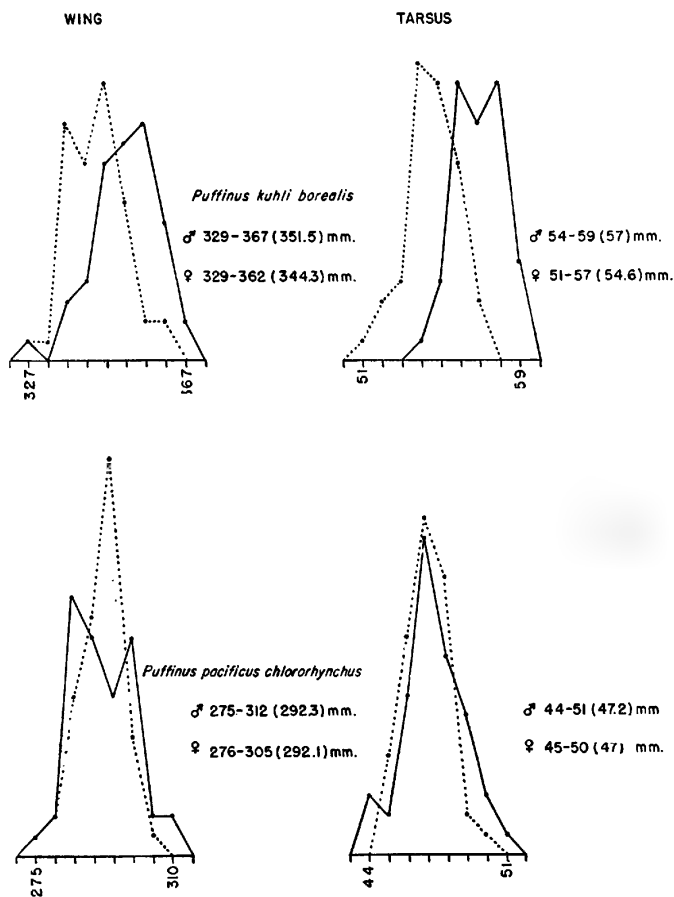 WING
TARSUS
Puffinus kuhli borealis
♂ 329-367 (351.5) mm.
♀ 329-362 (344.3) mm.
♂ 54-59 (57) mm.
♀ 51-57 (54.6) mm.
327
367
51
59
Puffinus pacificus chlororhynchus
♂ 275-312 (292.3) mm.
♀ 276-305 (292.1) mm.
♂ 44-51 (47.2) mm
♀ 45-50 (47) mm.
275
310
44
51